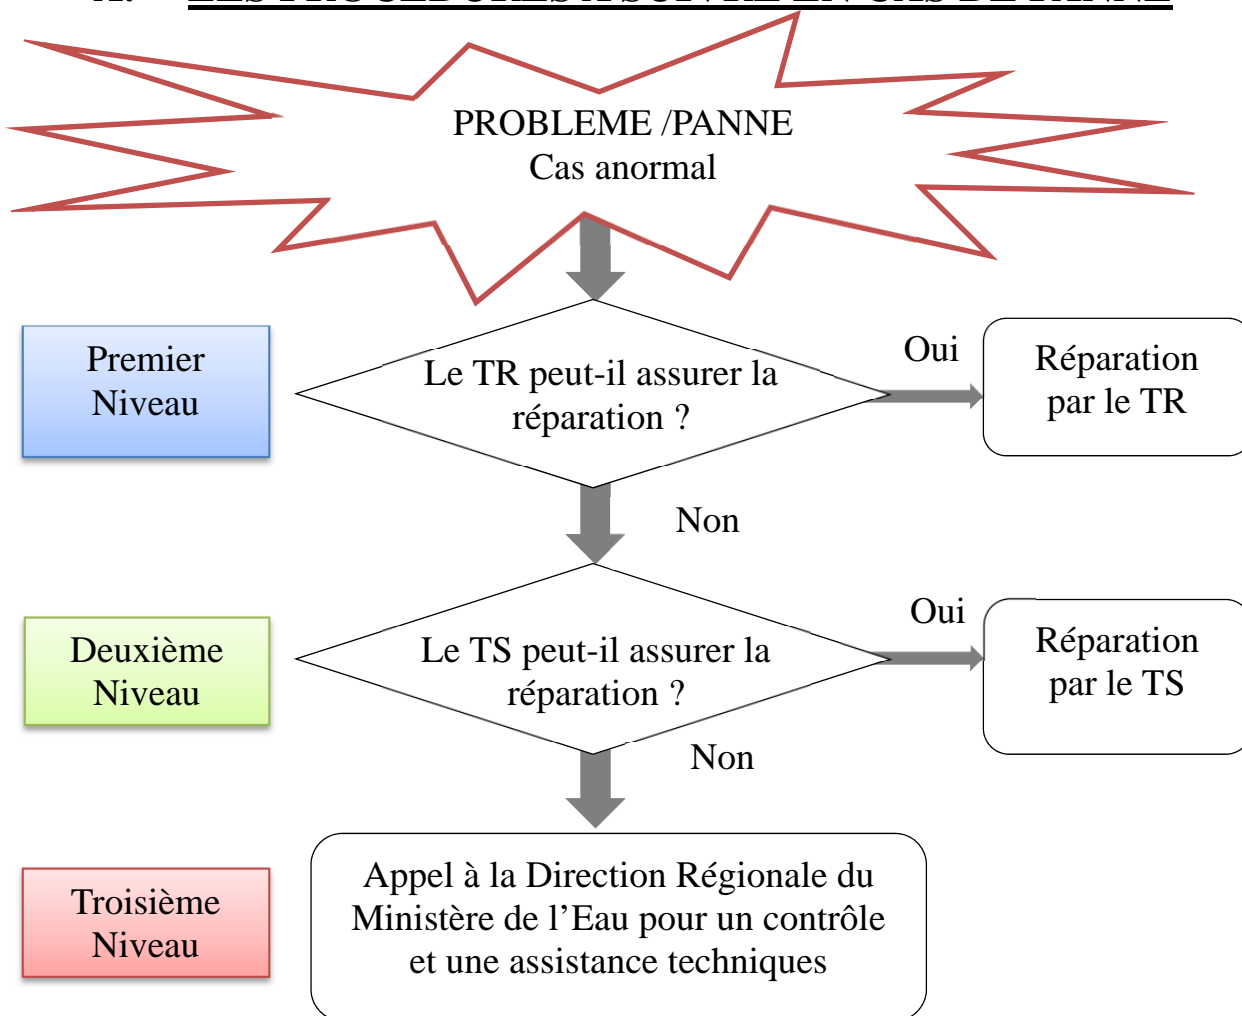 PROBLEME /PANNE
Cas anormal
Premier
Niveau
Le TR peut-il assurer la
réparation ?
Oui
Réparation
par le TR
Non
Deuxième
Niveau
Le TS peut-il assurer la
réparation ?
Oui
Réparation
par le TS
Non
Troisième
Niveau
Appel à la Direction Régionale du
Ministère de l’Eau pour un contrôle
et une assistance techniques